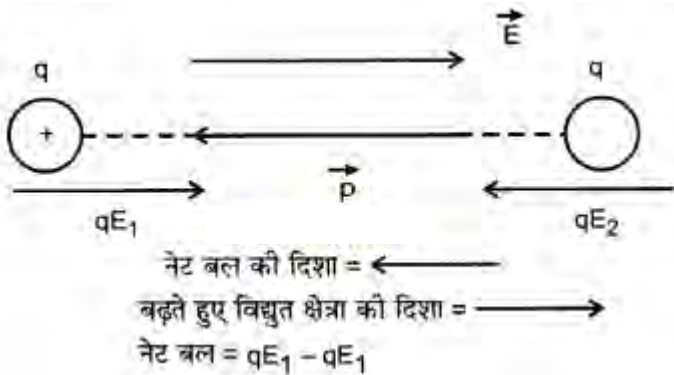 E
q q
+
p
qE₁ qE₂
नेट बल की दिशा =
बढ़ते हुए विद्युत क्षेत्रा की दिशा =
नेट बल = qE₁ – qE₁